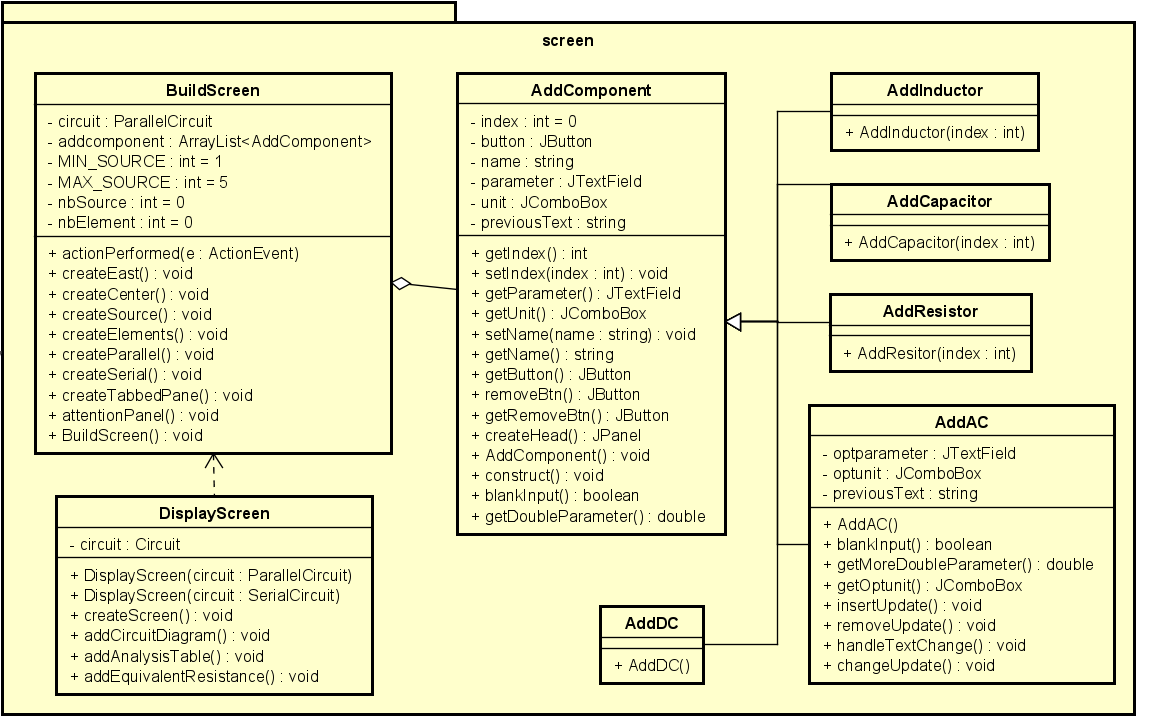 screen
BuildScreen
- circuit : ParallelCircuit
- addcomponent : ArrayList<AddComponent>
- MIN_SOURCE : int = 1
- MAX_SOURCE : int = 5
- nbSource : int = 0
- nbElement : int = 0
+ actionPerformed(e : ActionEvent)
+ createEast() : void
+ createCenter() : void
+ createSource() : void
+ createElements() : void
+ createParallel() : void
+ createSerial() : void
+ createTabbedPane() : void
+ attentionPanel() : void
+ BuildScreen() : void
DisplayScreen
- circuit : Circuit
+ DisplayScreen(circuit : ParallelCircuit)
+ DisplayScreen(circuit : SerialCircuit)
+ createScreen() : void
+ addCircuitDiagram() : void
+ addAnalysisTable() : void
+ addEquivalentResistance() : void
AddComponent
- index : int = 0
- button : JButton
- name : string
- parameter : JTextField
- unit : JComboBox
- previousText : string
+ getIndex() : int
+ setIndex(index : int) : void
+ getParameter() : JTextField
+ getUnit() : JComboBox
+ setName(name : string) : void
+ getName() : string
+ getButton() : JButton
+ removeBtn() : JButton
+ getRemoveBtn() : JButton
+ createHead() : JPanel
+ AddComponent() : void
+ construct() : void
+ blankInput() : boolean
+ getDoubleParameter() : double
AddInductor
+ AddInductor(index : int)
AddCapacitor
+ AddCapacitor(index : int)
AddResistor
+ AddResitor(index : int)
AddAC
- optparameter : JTextField
- optunit : JComboBox
- previousText : string
+ AddAC()
+ blankInput() : boolean
+ getMoreDoubleParameter() : double
+ getOptunit() : JComboBox
+ insertUpdate() : void
+ removeUpdate() : void
+ handleTextChange() : void
+ changeUpdate() : void
AddDC
+ AddDC()